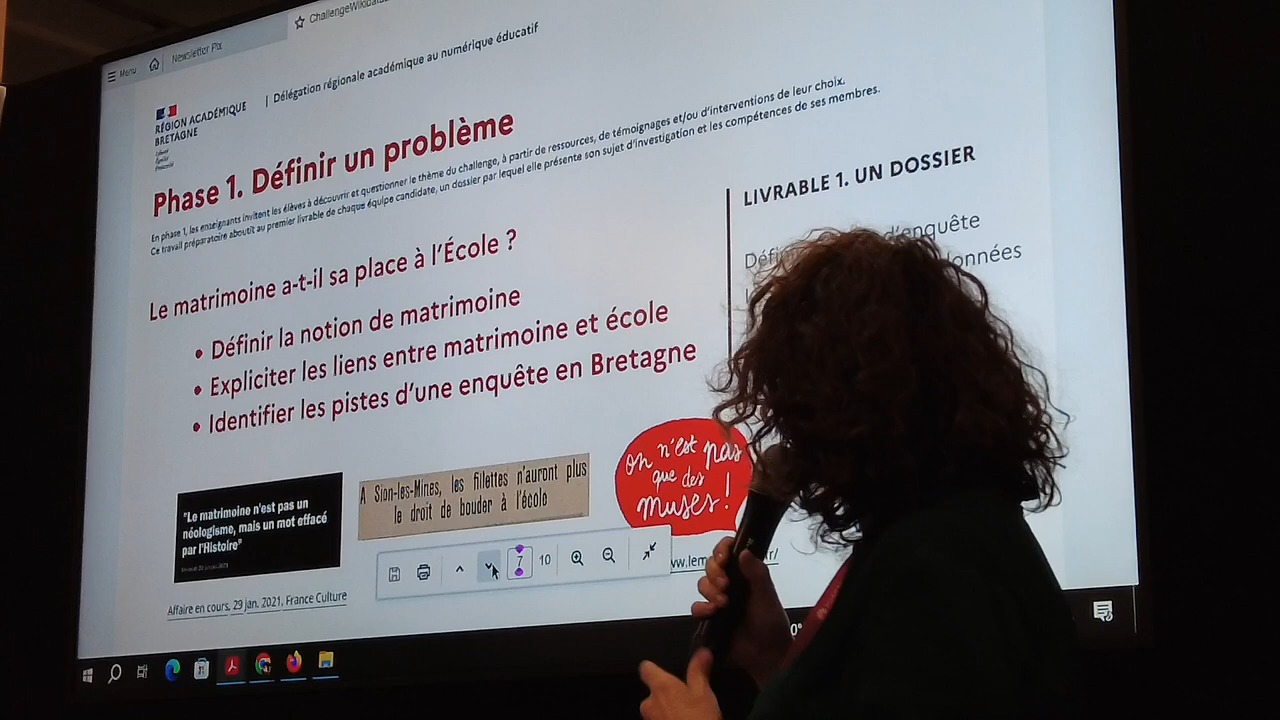 Menu
Newsletter Pix
RÉGION ACADÉMIQUE
BRETAGNE
Liberté
Égalité
Fraternité
Délégation régionale académique au numérique éducatif
Phase 1. Définir un problème
En phase 1, les enseignants invitent les élèves à découvrir et questionner le thème du challenge, à partir de ressources, de témoignages et/ou d'interventions de leur choix.
Ce travail préparatoire aboutit au premier livrable de chaque équipe candidate, un dossier par lequel elle présente son sujet d'investigation et les compétences de ses membres.
Le matrimoine a-t-il sa place à l'École ?
• Définir la notion de matrimoine
• Expliciter les liens entre matrimoine et école
• Identifier les pistes d'une enquête en Bretagne
LIVRABLE 1. UN DOSSIER
d'enquête
données
"Le matrimoine n'est pas un
néologisme, mais un mot effacé
par l'Histoire"
Affaire en cours, 29 jan. 2021, France Culture
A Sion-les-Mines, les fillettes n'auront plus
le droit de bouder à l'école
on n'est pas
que des
muses !
7 10